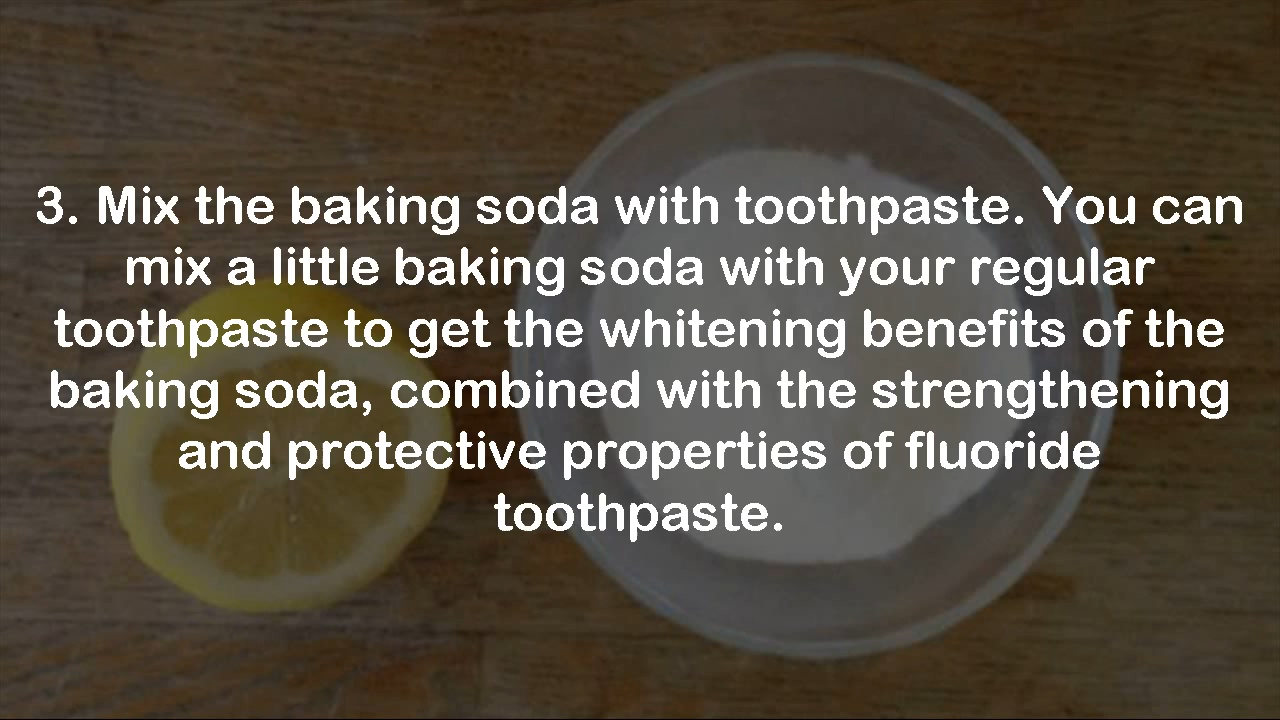 3. Mix the baking soda with toothpaste. You can
mix a little baking soda with your regular
toothpaste to get the whitening benefits of the
baking soda, combined with the strengthening
and protective properties of fluoride
toothpaste.